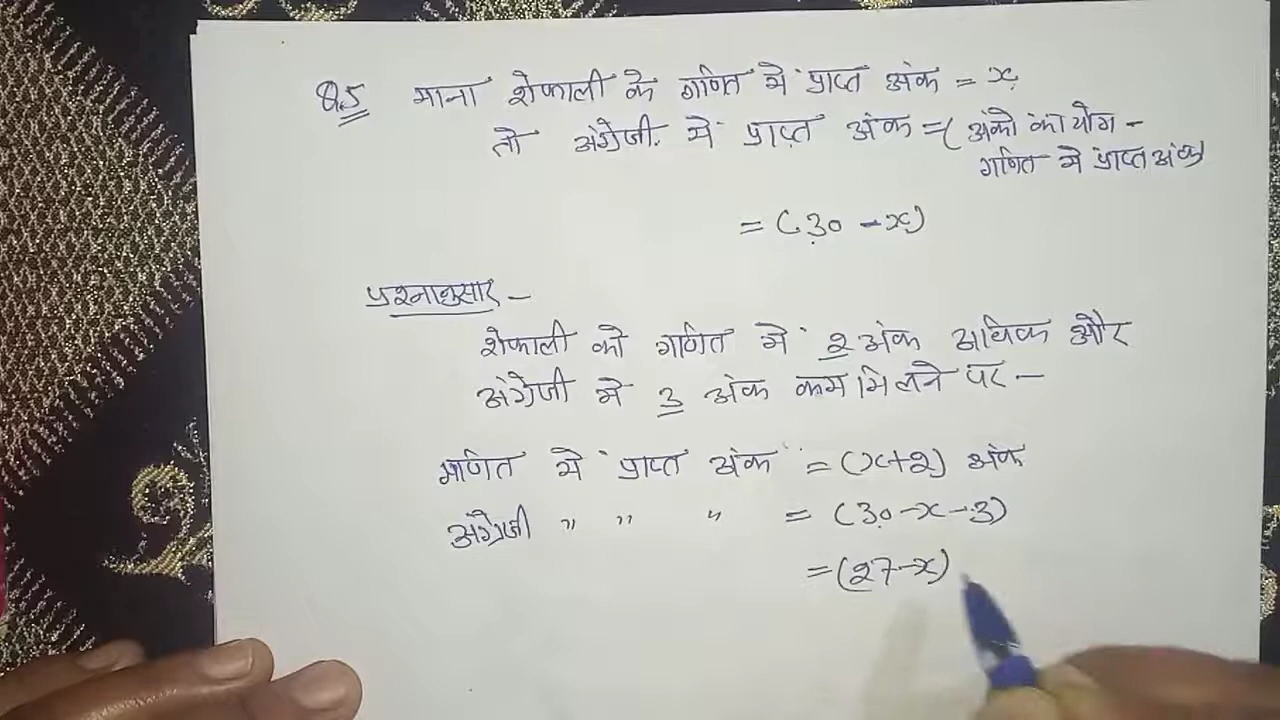 Q.5 माना शेफाली के गणित में प्राप्त अंक = x
तो अंग्रेजी में प्राप्त अंक = ( अंको का योग -
गणित में प्राप्त अंक)
= (30 - x)
प्रश्नानुसार -
शेफाली को गणित में 2 अंक अधिक और
अंग्रेजी में 3 अंक कम मिलने पर -
गणित में प्राप्त अंक = (x+2) अंक
अंग्रेजी " " " = (30-x-3)
= (27-x)